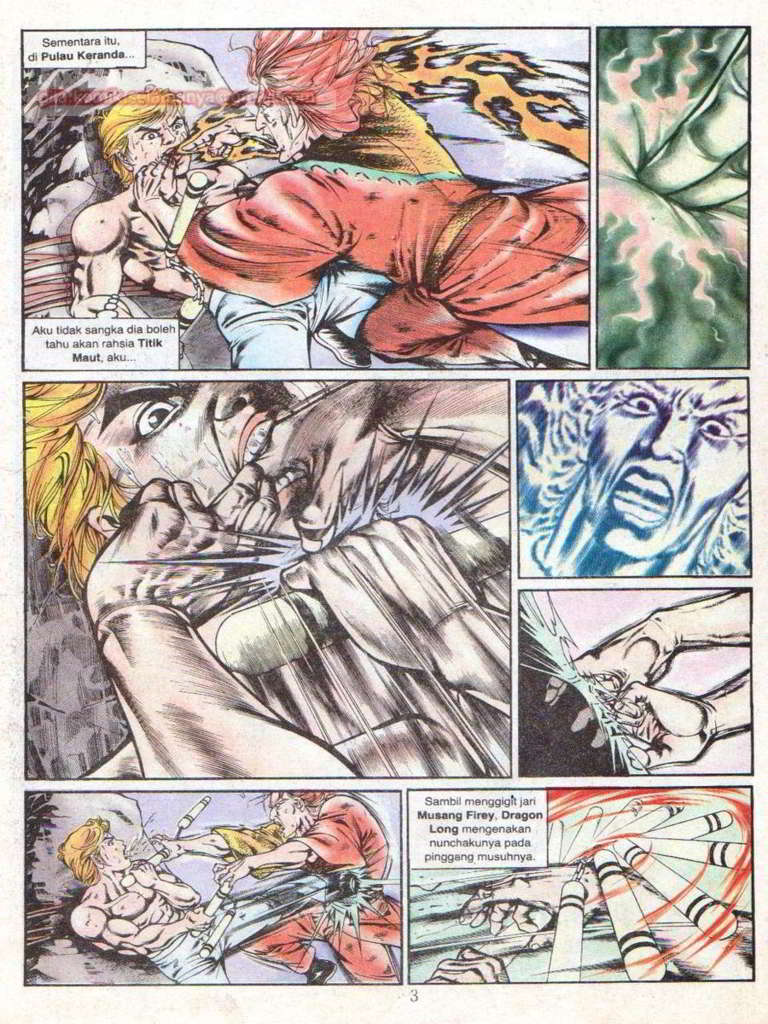 Sementara itu,
di Pulau Keranda...
Aku tidak sangka dia boleh
tahu akan rahsia Titik
Maut, aku...
Sambil menggigit jari
Musang Firey, Dragon
Long mengenakan
nunchakunya pada
pinggang musuhnya.
3